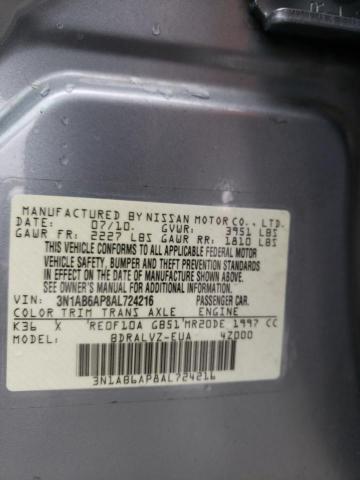 MANUFACTURED BY NISSAN MOTOR CO., LTD.
DATE: 07/10. GVWR: 3951 LBS
GAWR FR: 2227 LBS GAWR RR: 1810 LBS
THIS VEHICLE CONFORMS TO ALL APPLICABLE FEDERAL MOTOR
VEHICLE SAFETY, BUMPER, AND THEFT PREVENTION STANDARDS
IN EFFECT ON THE DATE OF MANUFACTURE SHOWN ABOVE.
SEE OWNER'S MANUAL FOR ADDITIONAL INFORMATION.
VIN: 3N1AB6AP8AL724216 PASSENGER CAR.
COLOR TRIM TRANS AXLE ENGINE
K36 X RE0F10A GB51 MR20DE 1997 CC
MODEL: BDRALVZ-EUA 4Z000
3N1AB6AP8AL724216